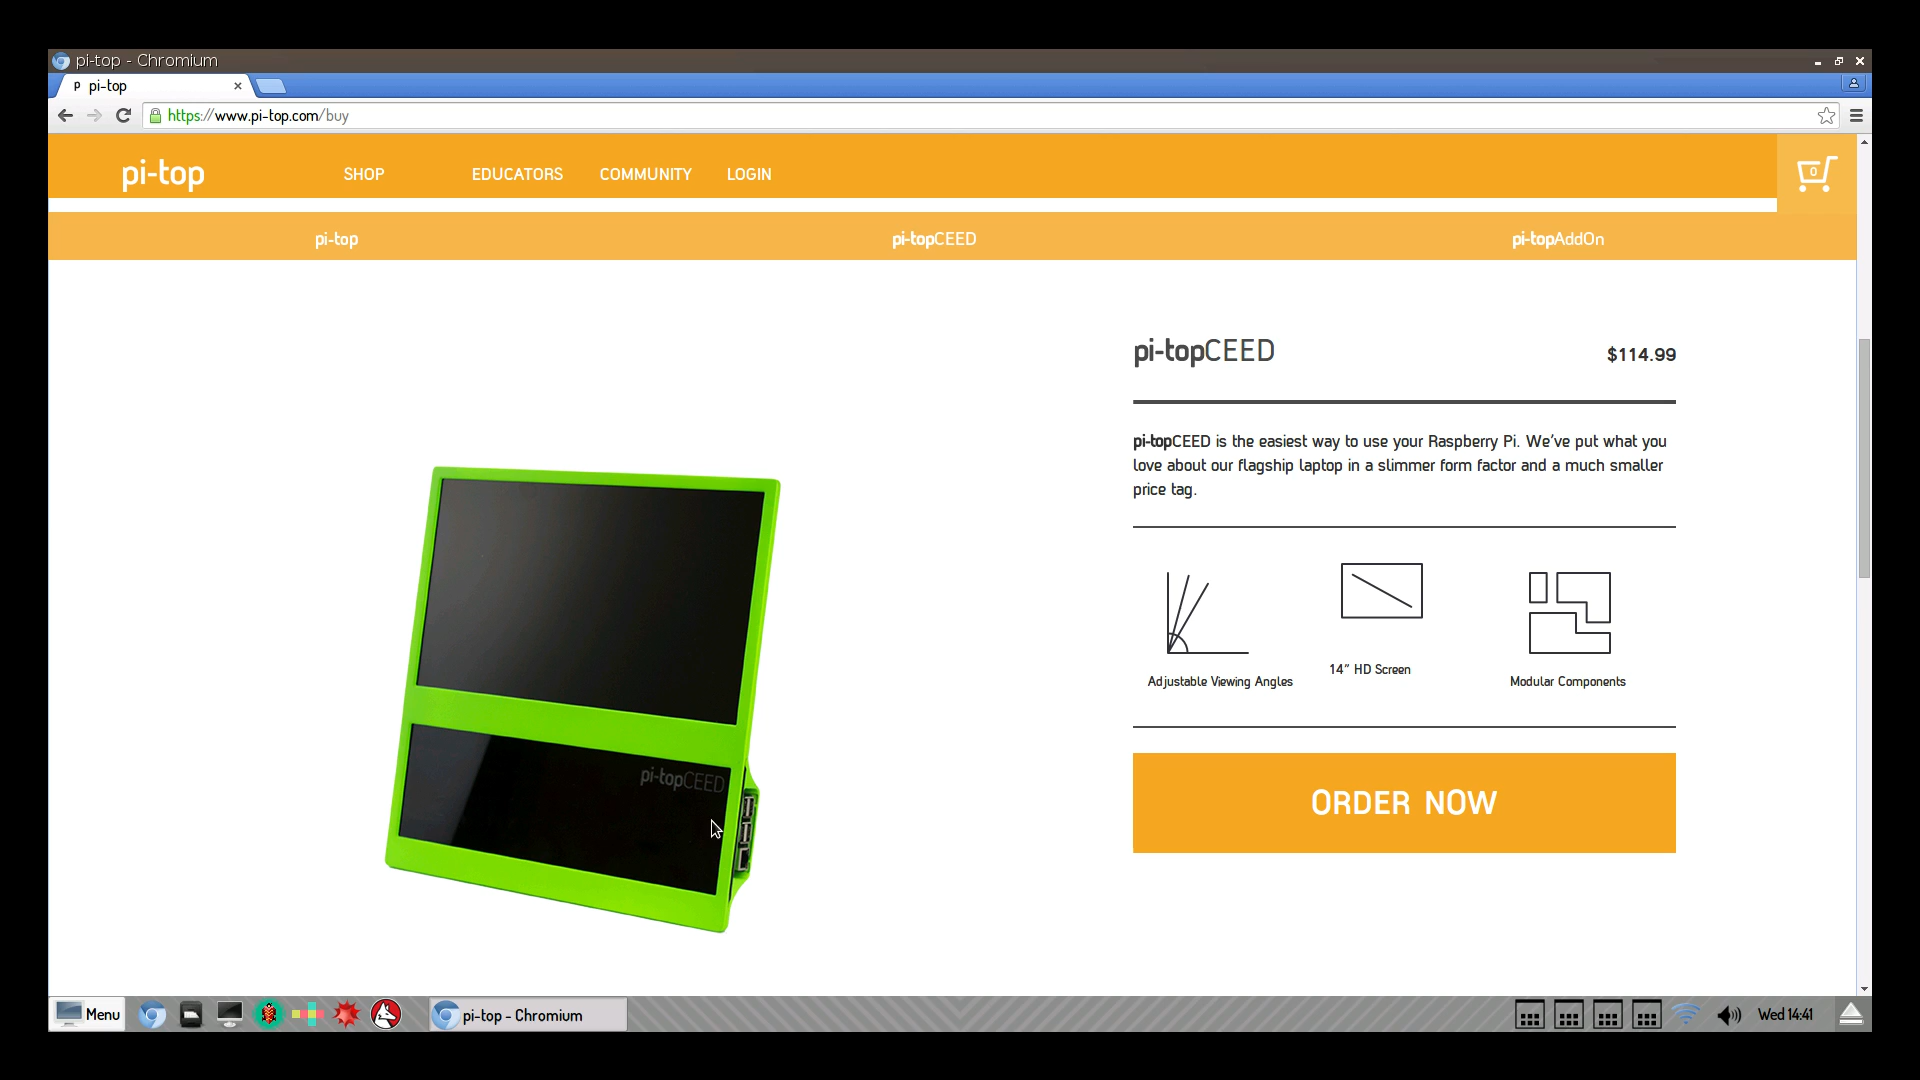 pi-top - Chromium
p pi-top
https://www.pi-top.com/buy
pi-top SHOP EDUCATORS COMMUNITY LOGIN 0
pi-top pi-topCEED pi-topAddOn
pi-topCEED $114.99
pi-topCEED is the easiest way to use your Raspberry Pi. We've put what you
love about our flagship laptop in a slimmer form factor and a much smaller
price tag.
Adjustable Viewing Angles 14" HD Screen Modular Components
pi-topCEED
ORDER NOW
Menu pi-top - Chromium Wed 14:41